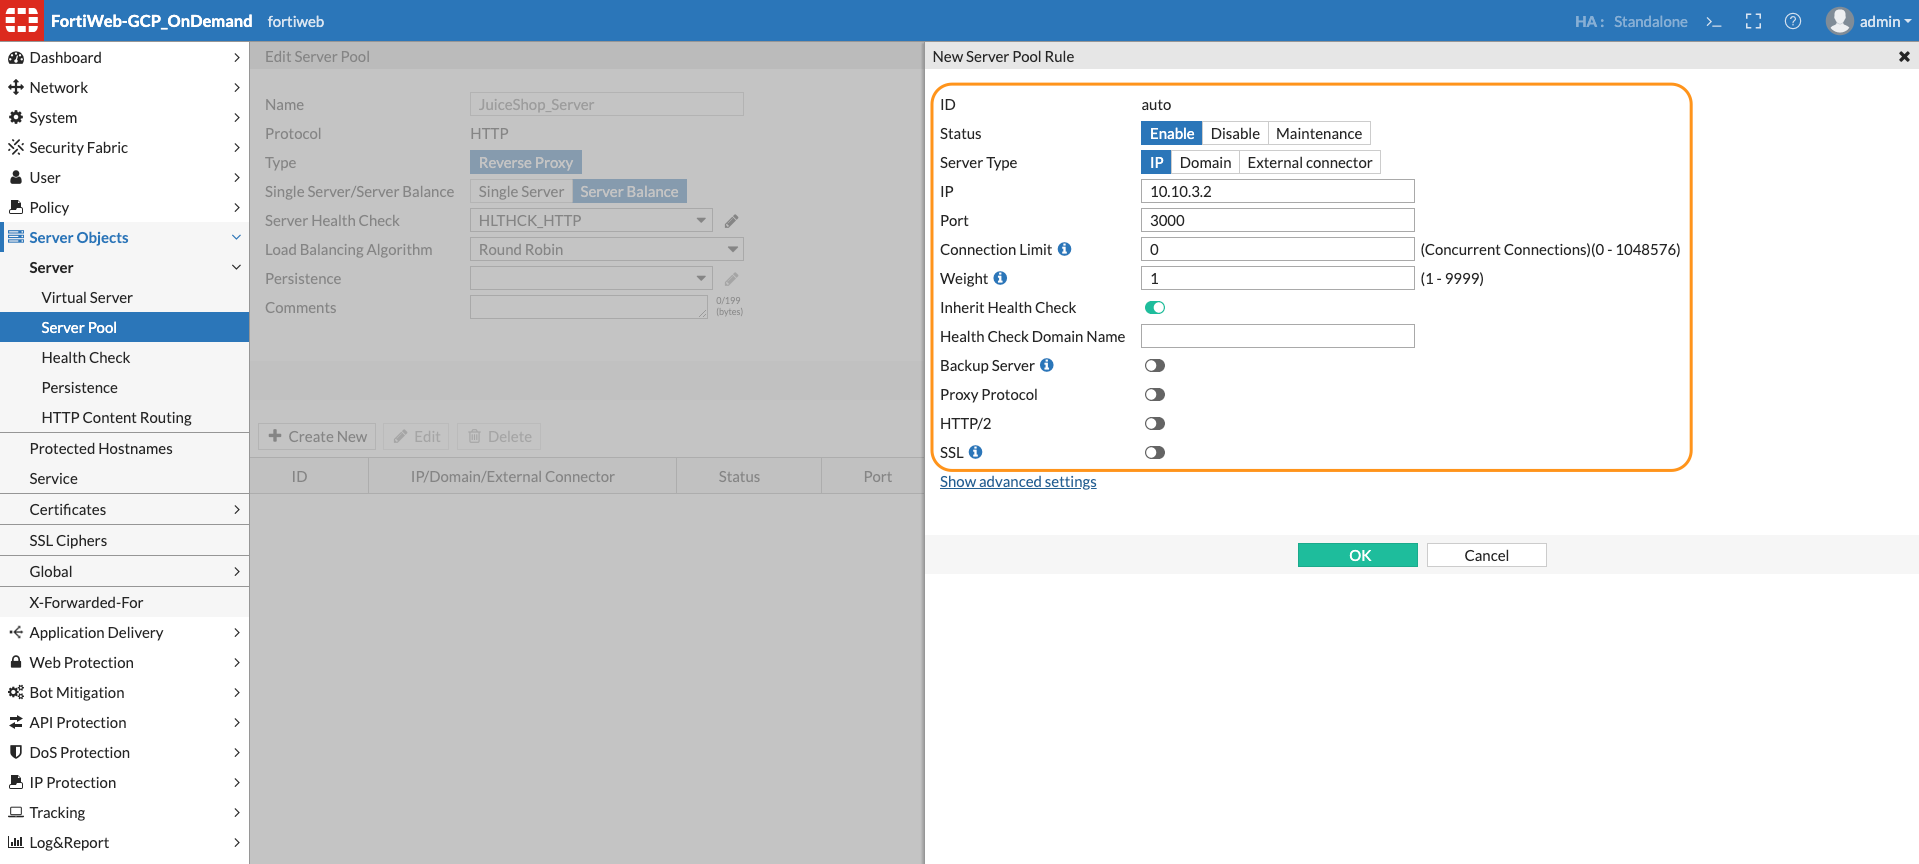 FortiWeb-GCP_OnDemand fortiweb HA : Standalone >_ admin
Dashboard
Network
System
Security Fabric
User
Policy
Server Objects
Server
Virtual Server
Server Pool
Health Check
Persistence
HTTP Content Routing
Protected Hostnames
Service
Certificates
SSL Ciphers
Global
X-Forwarded-For
Application Delivery
Web Protection
Bot Mitigation
API Protection
DoS Protection
IP Protection
Tracking
Log&Report
Edit Server Pool
Name JuiceShop_Server
Protocol HTTP
Type Reverse Proxy
Single Server/Server Balance Single Server Server Balance
Server Health Check HLTHCK_HTTP
Load Balancing Algorithm Round Robin
Persistence
Comments 0/199
(bytes)
Create New Edit Delete
ID IP/Domain/External Connector Status Port
New Server Pool Rule
ID auto
Status Enable Disable Maintenance
Server Type IP Domain External connector
IP 10.10.3.2
Port 3000
Connection Limit 0 (Concurrent Connections)(0 - 1048576)
Weight 1 (1 - 9999)
Inherit Health Check
Health Check Domain Name
Backup Server
Proxy Protocol
HTTP/2
SSL
Show advanced settings
OK Cancel